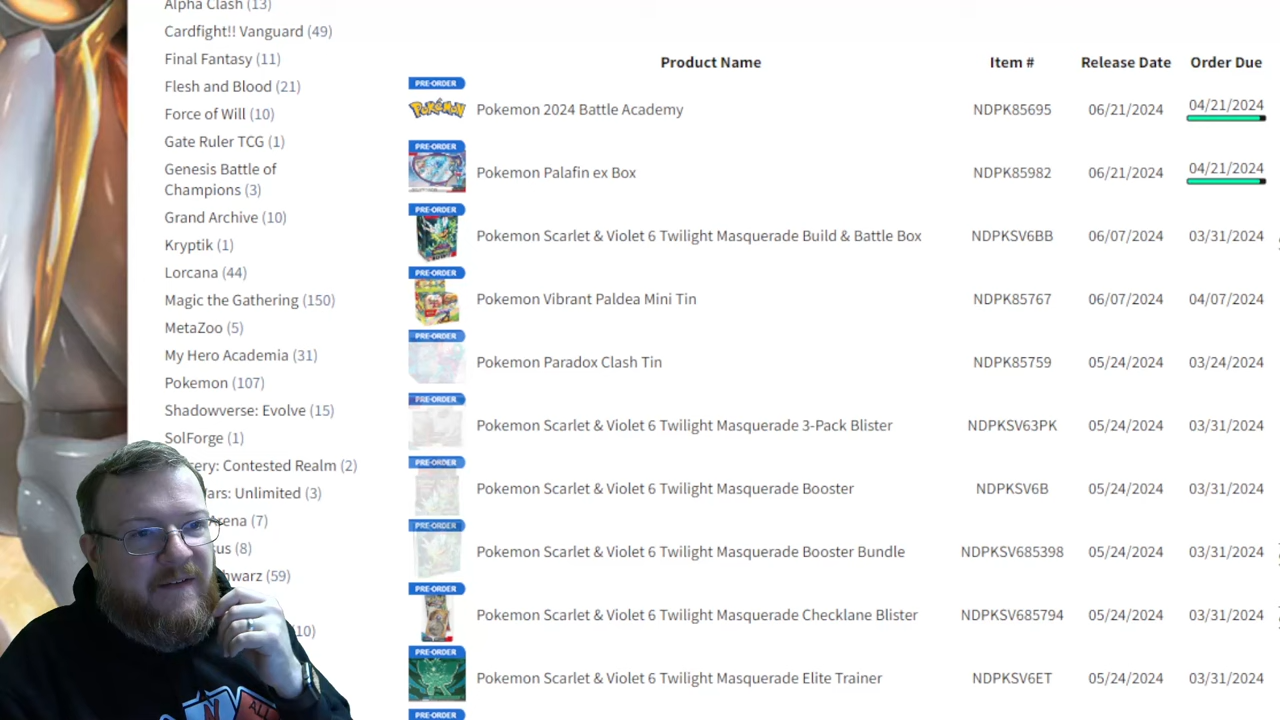 Alpha Clash (13)
Cardfight!! Vanguard (49)
Final Fantasy (11)
Flesh and Blood (21)
Force of Will (10)
Gate Ruler TCG (1)
Genesis Battle of
Champions (3)
Grand Archive (10)
Kryptik (1)
Lorcana (44)
Magic the Gathering (150)
MetaZoo (5)
My Hero Academia (31)
Pokemon (107)
Shadowverse: Evolve (15)
SolForge (1)
ery: Contested Realm (2)
ars: Unlimited (3)
Arena (7)
sus (8)
hwarz (59)
10)
Product Name Item # Release Date Order Due
PRE-ORDER
POKéMON Pokemon 2024 Battle Academy NDPK85695 06/21/2024 04/21/2024
PRE-ORDER
Pokemon Palafin ex Box NDPK85982 06/21/2024 04/21/2024
PRE-ORDER
Pokemon Scarlet & Violet 6 Twilight Masquerade Build & Battle Box NDPKSV6BB 06/07/2024 03/31/2024
PRE-ORDER
Pokemon Vibrant Paldea Mini Tin NDPK85767 06/07/2024 04/07/2024
PRE-ORDER
Pokemon Paradox Clash Tin NDPK85759 05/24/2024 03/24/2024
PRE-ORDER
Pokemon Scarlet & Violet 6 Twilight Masquerade 3-Pack Blister NDPKSV63PK 05/24/2024 03/31/2024
PRE-ORDER
Pokemon Scarlet & Violet 6 Twilight Masquerade Booster NDPKSV6B 05/24/2024 03/31/2024
PRE-ORDER
Pokemon Scarlet & Violet 6 Twilight Masquerade Booster Bundle NDPKSV685398 05/24/2024 03/31/2024
PRE-ORDER
Pokemon Scarlet & Violet 6 Twilight Masquerade Checklane Blister NDPKSV685794 05/24/2024 03/31/2024
PRE-ORDER
Pokemon Scarlet & Violet 6 Twilight Masquerade Elite Trainer NDPKSV6ET 05/24/2024 03/31/2024
PRE-ORDER